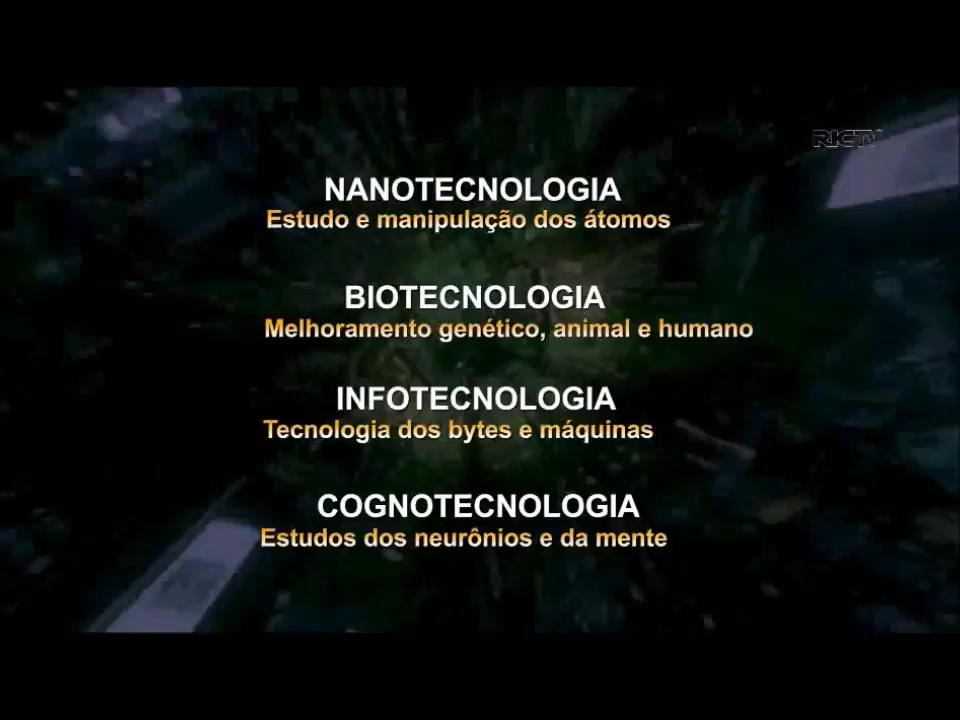 RICTV
NANOTECNOLOGIA
Estudo e manipulação dos átomos
BIOTECNOLOGIA
Melhoramento genético, animal e humano
INFOTECNOLOGIA
Tecnologia dos bytes e máquinas
COGNOTECNOLOGIA
Estudos dos neurônios e da mente